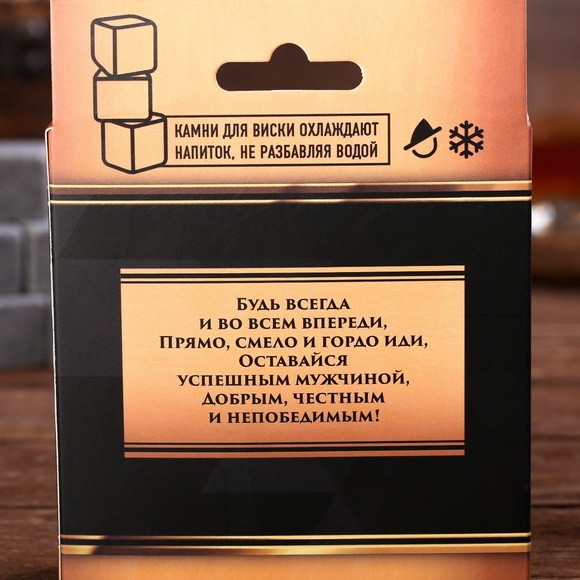 КАМНИ ДЛЯ ВИСКИ ОХЛАЖДАЮТ
НАПИТОК, НЕ РАЗБАВЛЯЯ ВОДОЙ
Будь всегда
и во всем впереди,
Прямо, смело и гордо иди,
Оставайся
успешным мужчиной,
Добрым, честным
и непобедимым!